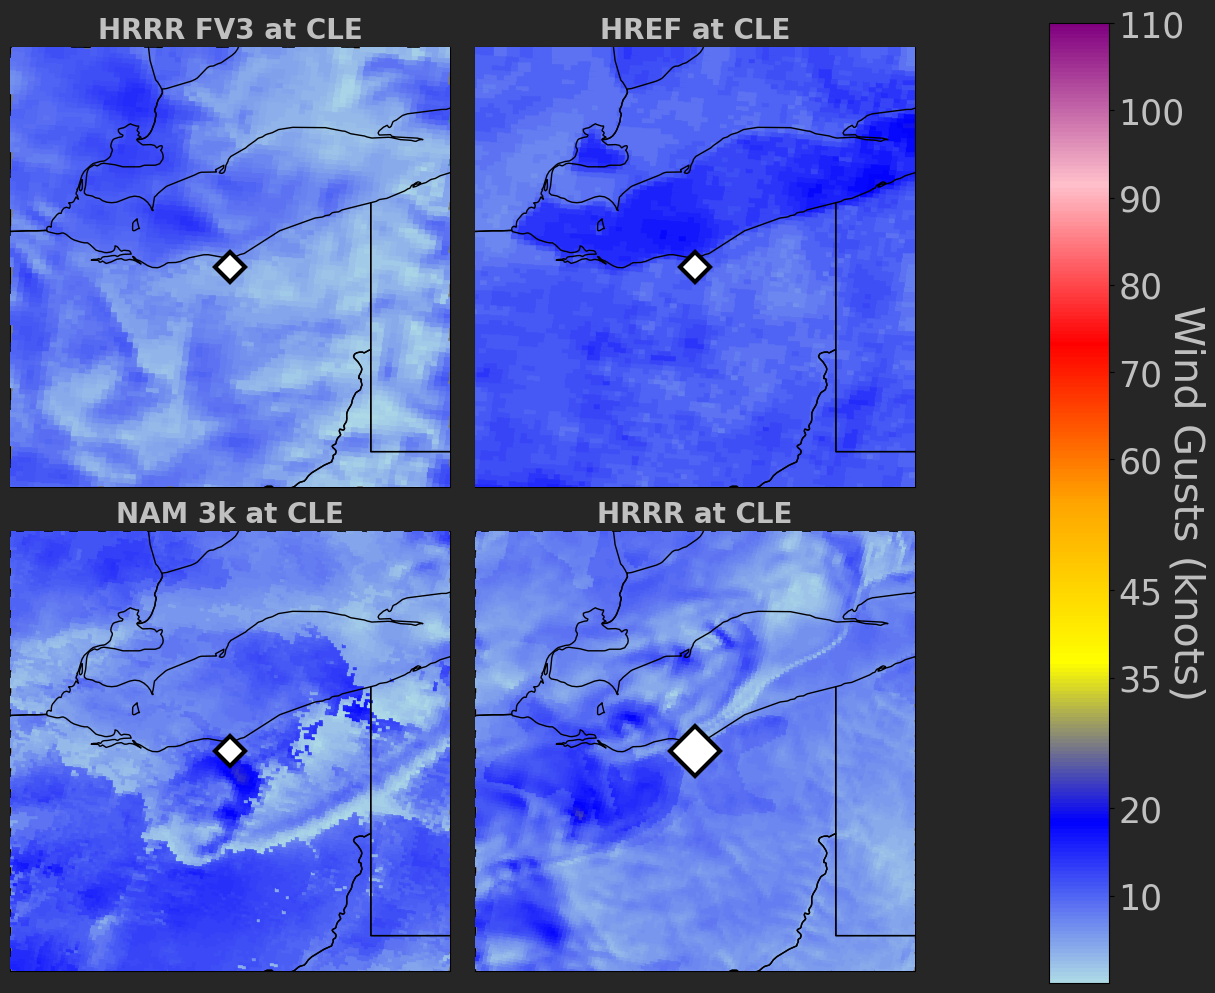 HRRR FV3 at CLE
HREF at CLE
NAM 3k at CLE
HRRR at CLE
110
100
90
80
70
60
45
35
20
10
Wind Gusts (knots)